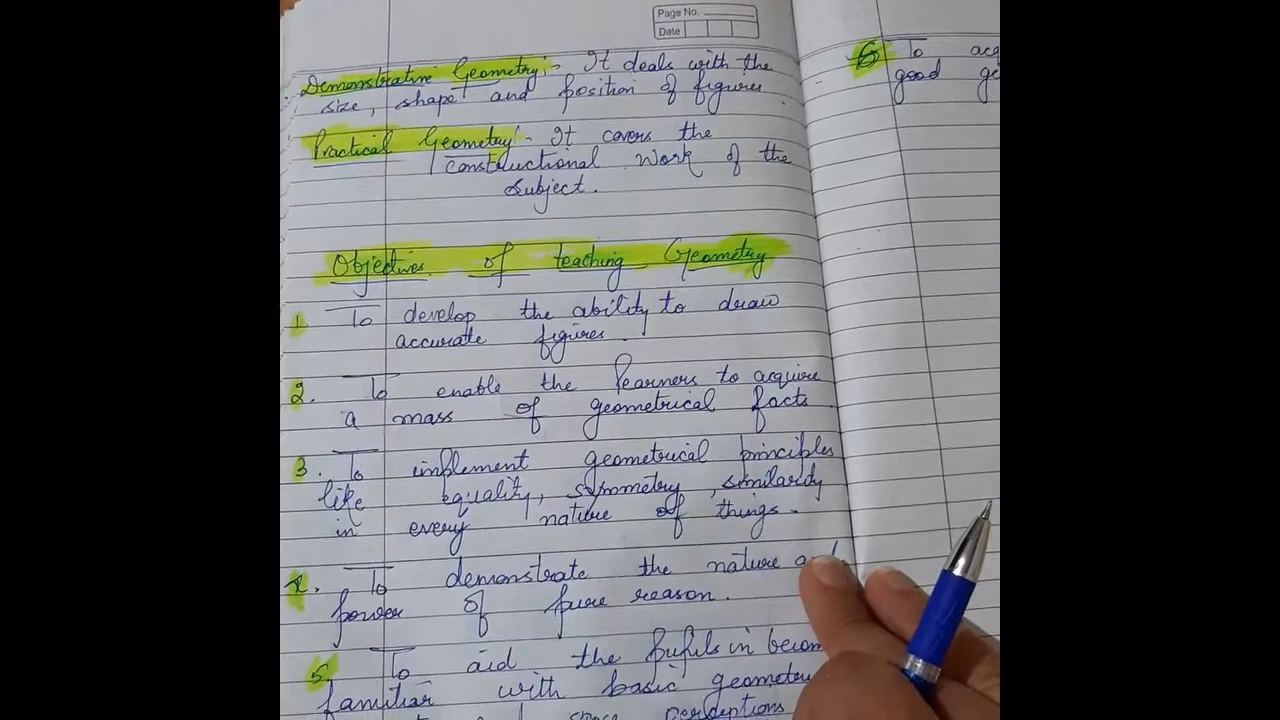 Page No.
Date
Demonstrative Geometry :- It deals with the
size, shape and position of figures
Practical Geometry :- It covers the
constructional work of the
subject.
Objectives of teaching Geometry
1. To develop the ability to draw
accurate figures.
2. To enable the learners to acquire
a mass of geometrical facts
3. To implement geometrical principles
like equality, symmetry, similarity
in every nature of things.
4. To demonstrate the nature
power of pure reason.
5. To aid the pupils in
familiar with basic
space perceptions
6 To
good